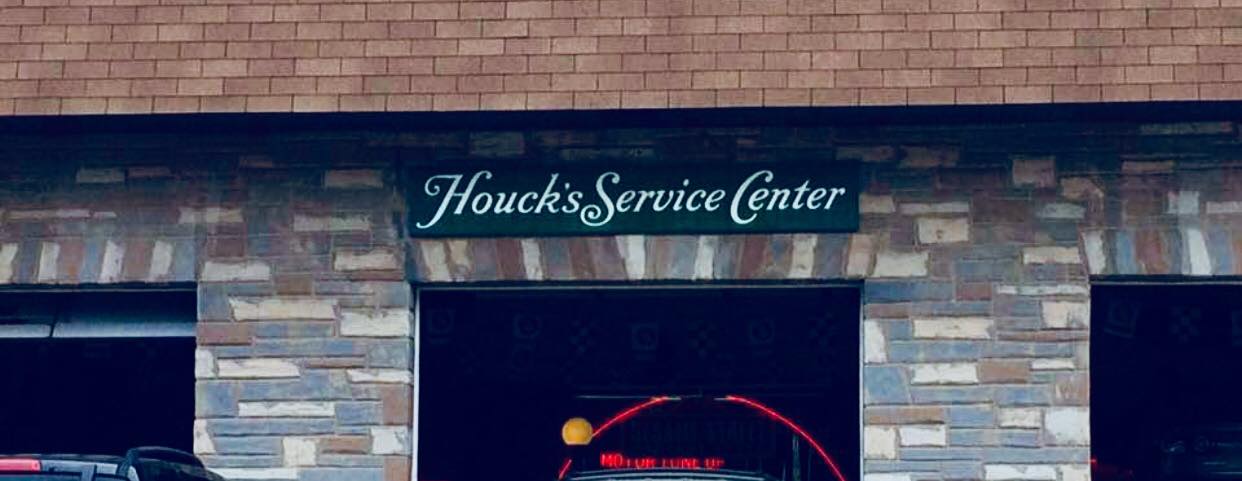 Houck's Service Center
MOTOR TUNE UP